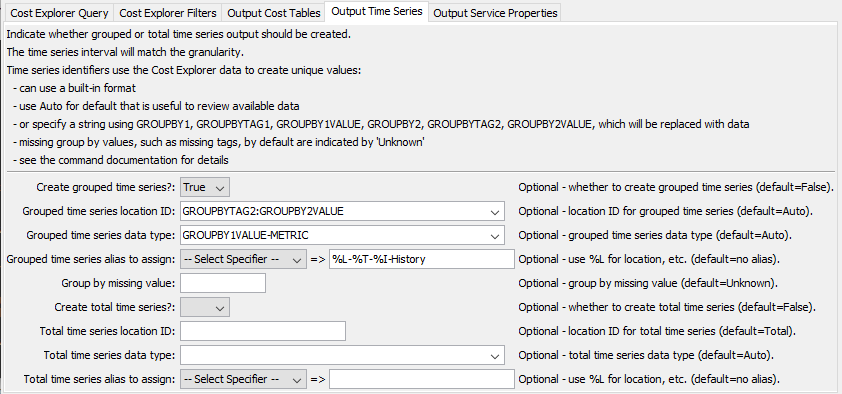 Cost Explorer Query Cost Explorer Filters Output Cost Tables Output Time Series Output Service Properties
Indicate whether grouped or total time series output should be created.
The time series interval will match the granularity.
Time series identifiers use the Cost Explorer data to create unique values:
- can use a built-in format
- use Auto for default that is useful to review available data
- or specify a string using GROUPBY1, GROUPBYTAG1, GROUPBY1VALUE, GROUPBY2, GROUPBYTAG2, GROUPBY2VALUE, which will be replaced with data
- missing group by values, such as missing tags, by default are indicated by 'Unknown'
- see the command documentation for details
Create grouped time series?: True Optional - whether to create grouped time series (default=False).
Grouped time series location ID: GROUPBYTAG2:GROUPBY2VALUE Optional - location ID for grouped time series (default=Auto).
Grouped time series data type: GROUPBY1VALUE-METRIC Optional - grouped time series data type (default=Auto).
Grouped time series alias to assign: -- Select Specifier -- => %L-%T-%I-History Optional - use %L for location, etc. (default=no alias).
Group by missing value: Optional - group by missing value (default=Unknown).
Create total time series?: Optional - whether to create total time series (default=False).
Total time series location ID: Optional - location ID for total time series (default=Total).
Total time series data type: Optional - total time series data type (default=Auto).
Total time series alias to assign: -- Select Specifier -- => Optional - use %L for location, etc. (default=no alias).